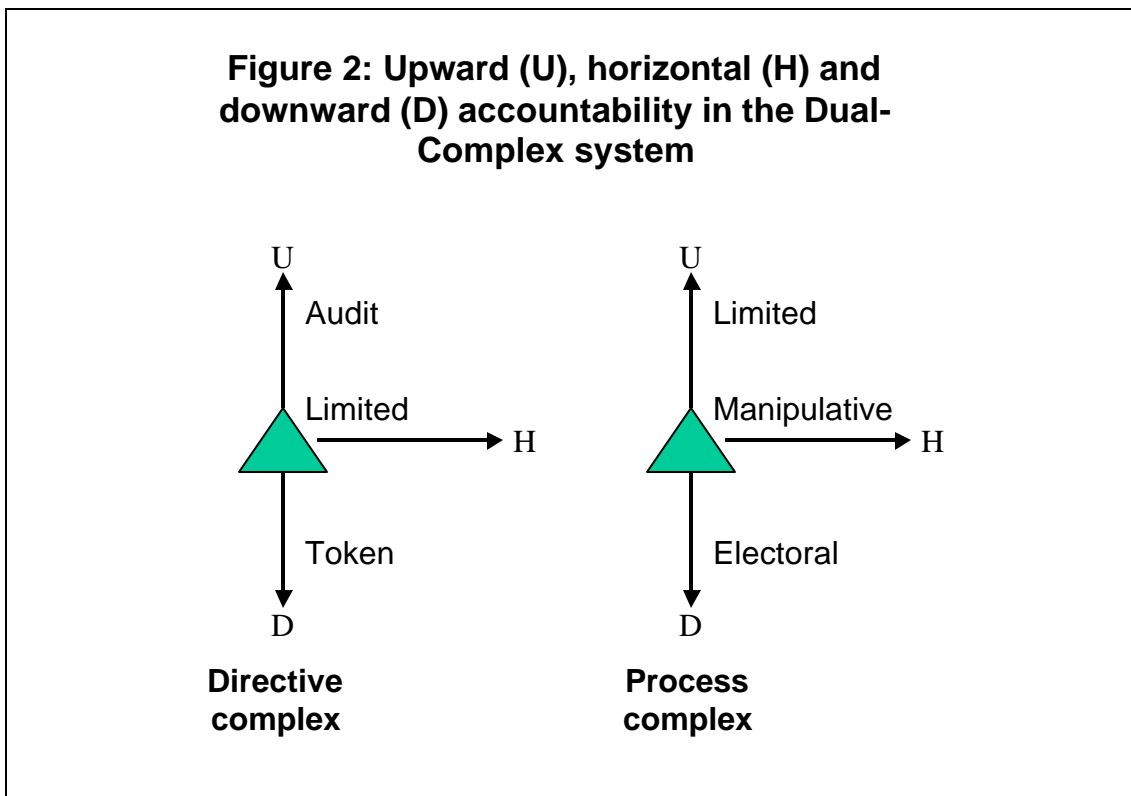 Figure 2: Upward (U), horizontal (H) and
downward (D) accountability in the Dual-
Complex system
U
Audit
Limited
H
Token
D
Directive
complex
U
Limited
Manipulative
H
Electoral
D
Process
complex